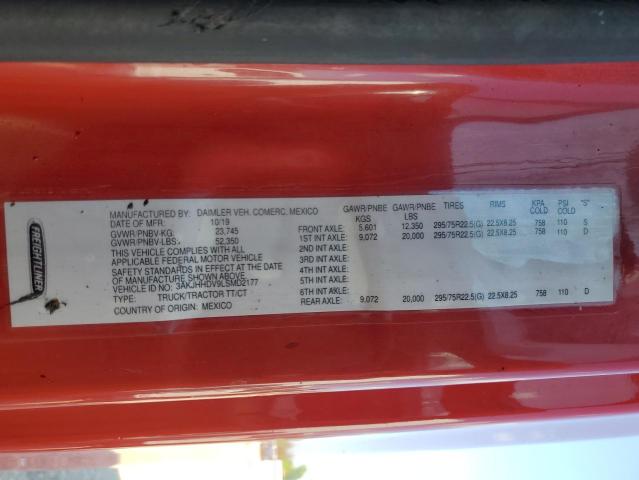 FREIGHTLINER
MANUFACTURED BY: DAIMLER VEH. COMERC. MEXICO
DATE OF MFR: 10/19
GVWR/PNBV-KG: 23,745
GVWR/PNBV-LBS: 52,350
THIS VEHICLE COMPLIES WITH ALL
APPLICABLE FEDERAL MOTOR VEHICLE
SAFETY STANDARDS IN EFFECT AT DATE
OF MANUFACTURE SHOWN ABOVE.
VEHICLE ID NO: 3AKJHHDV9LSMD2177
TYPE: TRUCK/TRACTOR TT/CT
COUNTRY OF ORIGIN: MEXICO
GAWR/PNBE KGS GAWR/PNBE LBS TIRES RIMS KPA COLD PSI COLD "S"
FRONT AXLE: 5,601 12,350 295/75R22.5(G) 22.5X8.25 758 110 S
1ST INT AXLE: 9,072 20,000 295/75R22.5(G) 22.5X8.25 758 110 D
2ND INT AXLE:
3RD INT AXLE:
4TH INT AXLE:
5TH INT AXLE:
6TH INT AXLE:
REAR AXLE: 9,072 20,000 295/75R22.5(G) 22.5X8.25 758 110 D